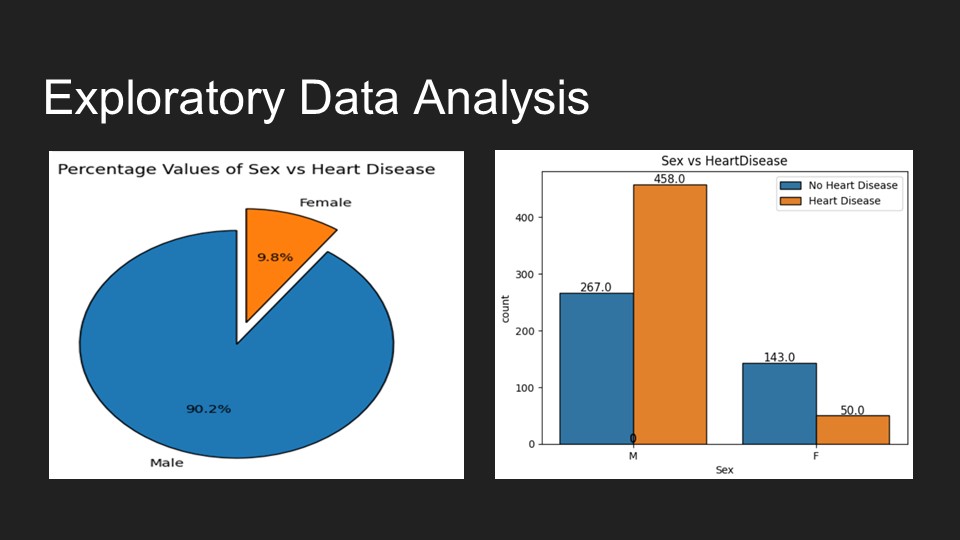 Exploratory Data Analysis
Percentage Values of Sex vs Heart Disease
Female
9.8%
90.2%
Male
Sex vs HeartDisease
No Heart Disease
Heart Disease
458.0
267.0
143.0
50.0
0
400
300
200
100
0
count
M
F
Sex